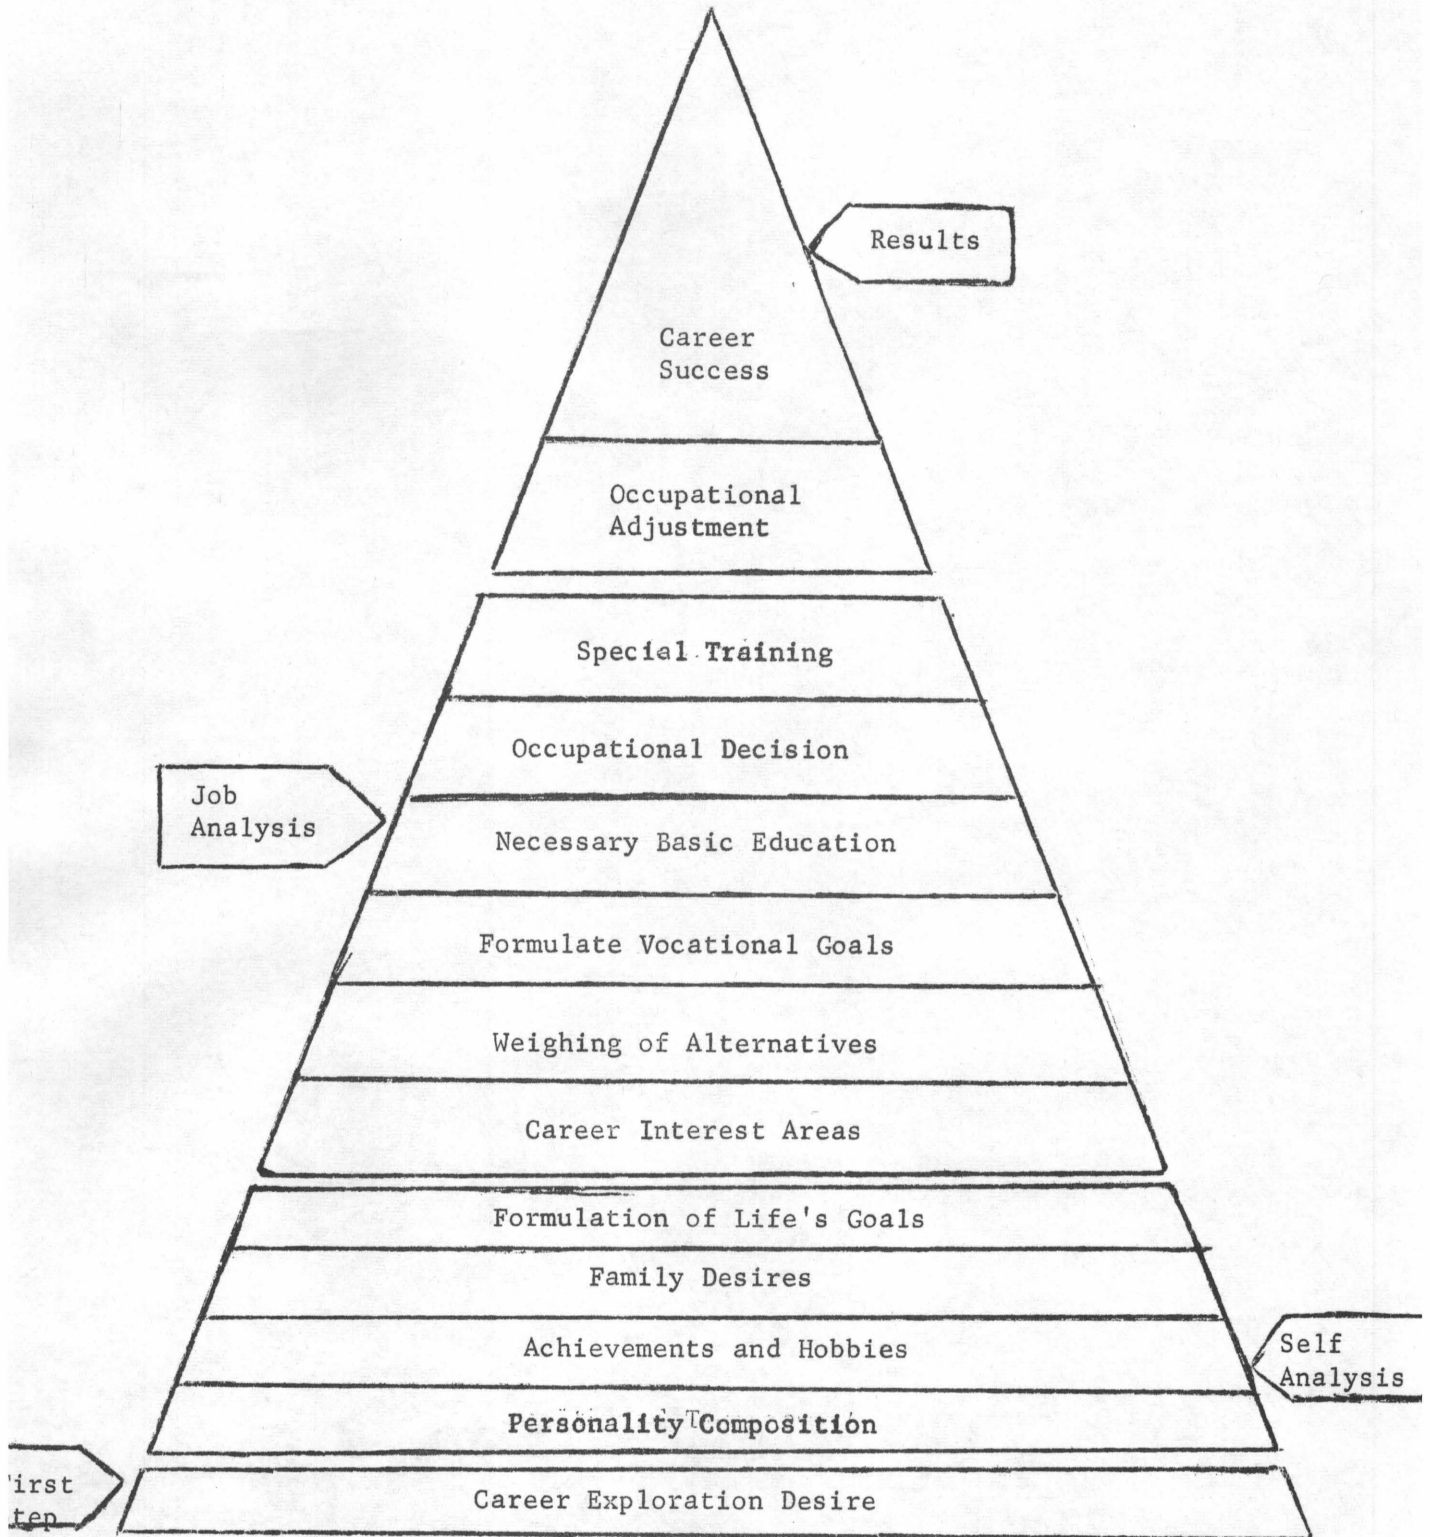 Results
Career
Success
Occupational
Adjustment
Special Training
Occupational Decision
Job
Analysis
Necessary Basic Education
Formulate Vocational Goals
Weighing of Alternatives
Career Interest Areas
Formulation of Life's Goals
Family Desires
Achievements and Hobbies
Self
Analysis
Personality Composition
irst
tep
Career Exploration Desire